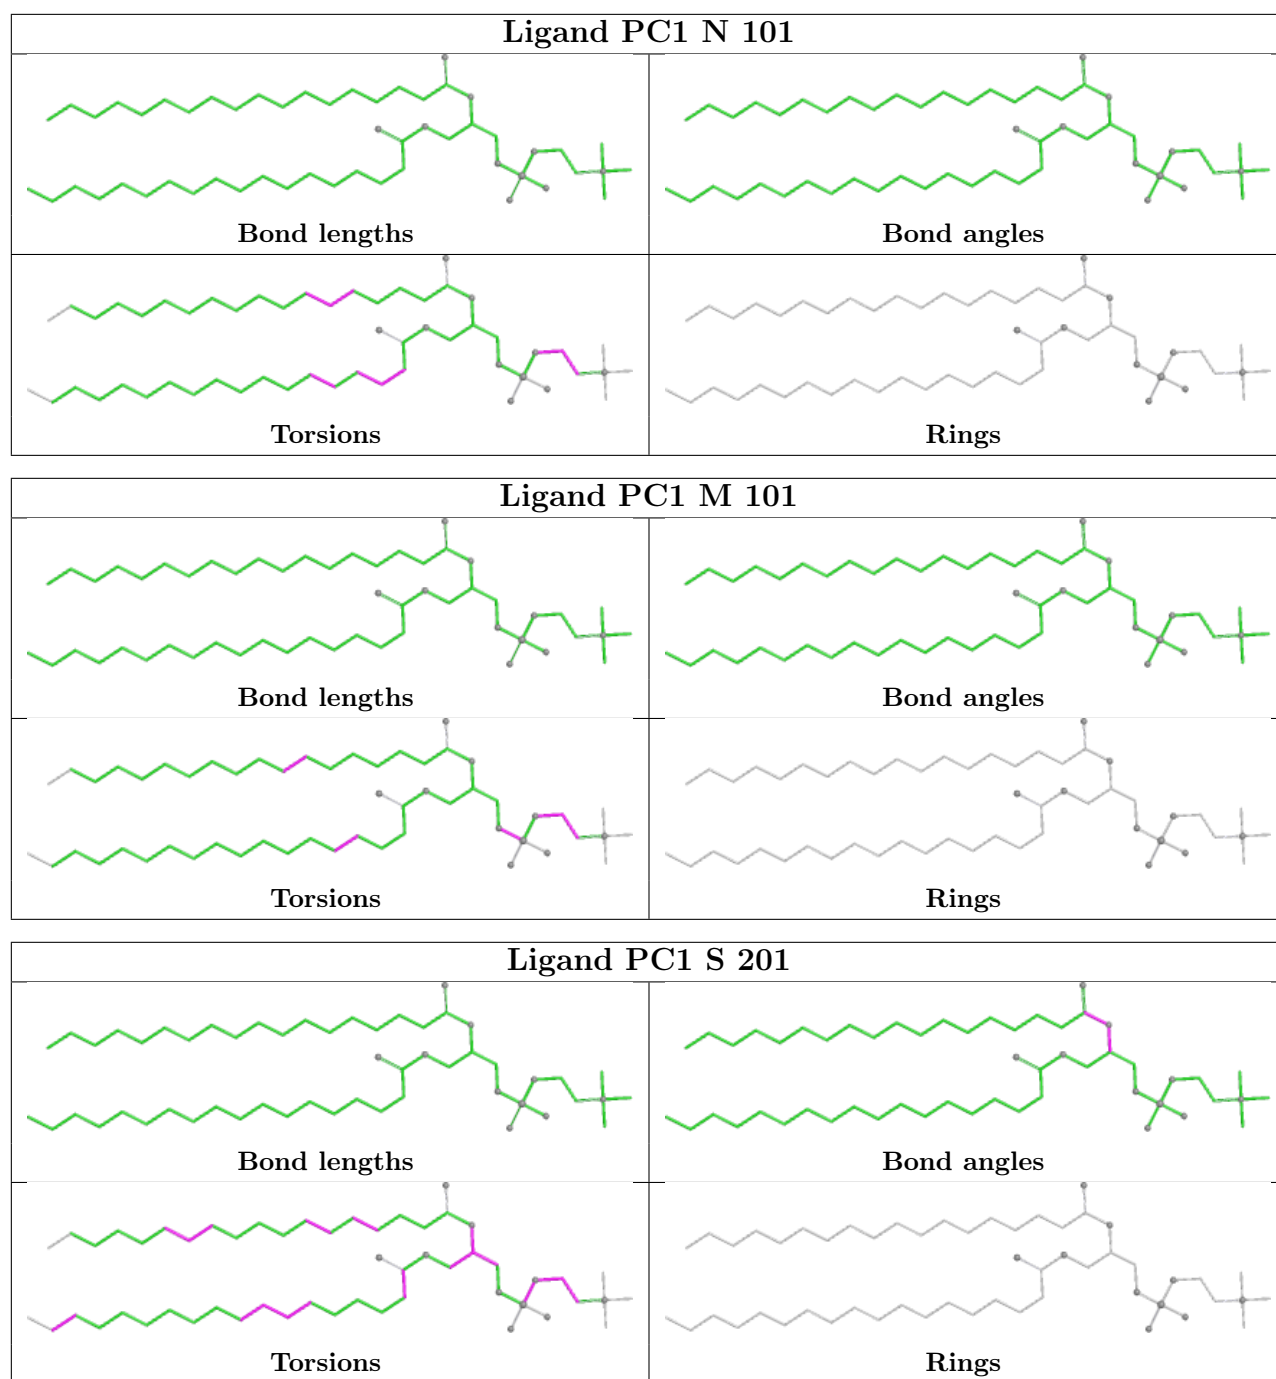 Ligand PC1 N 101
Bond lengths
Bond angles
Torsions
Rings
Ligand PC1 M 101
Bond lengths
Bond angles
Torsions
Rings
Ligand PC1 S 201
Bond lengths
Bond angles
Torsions
Rings